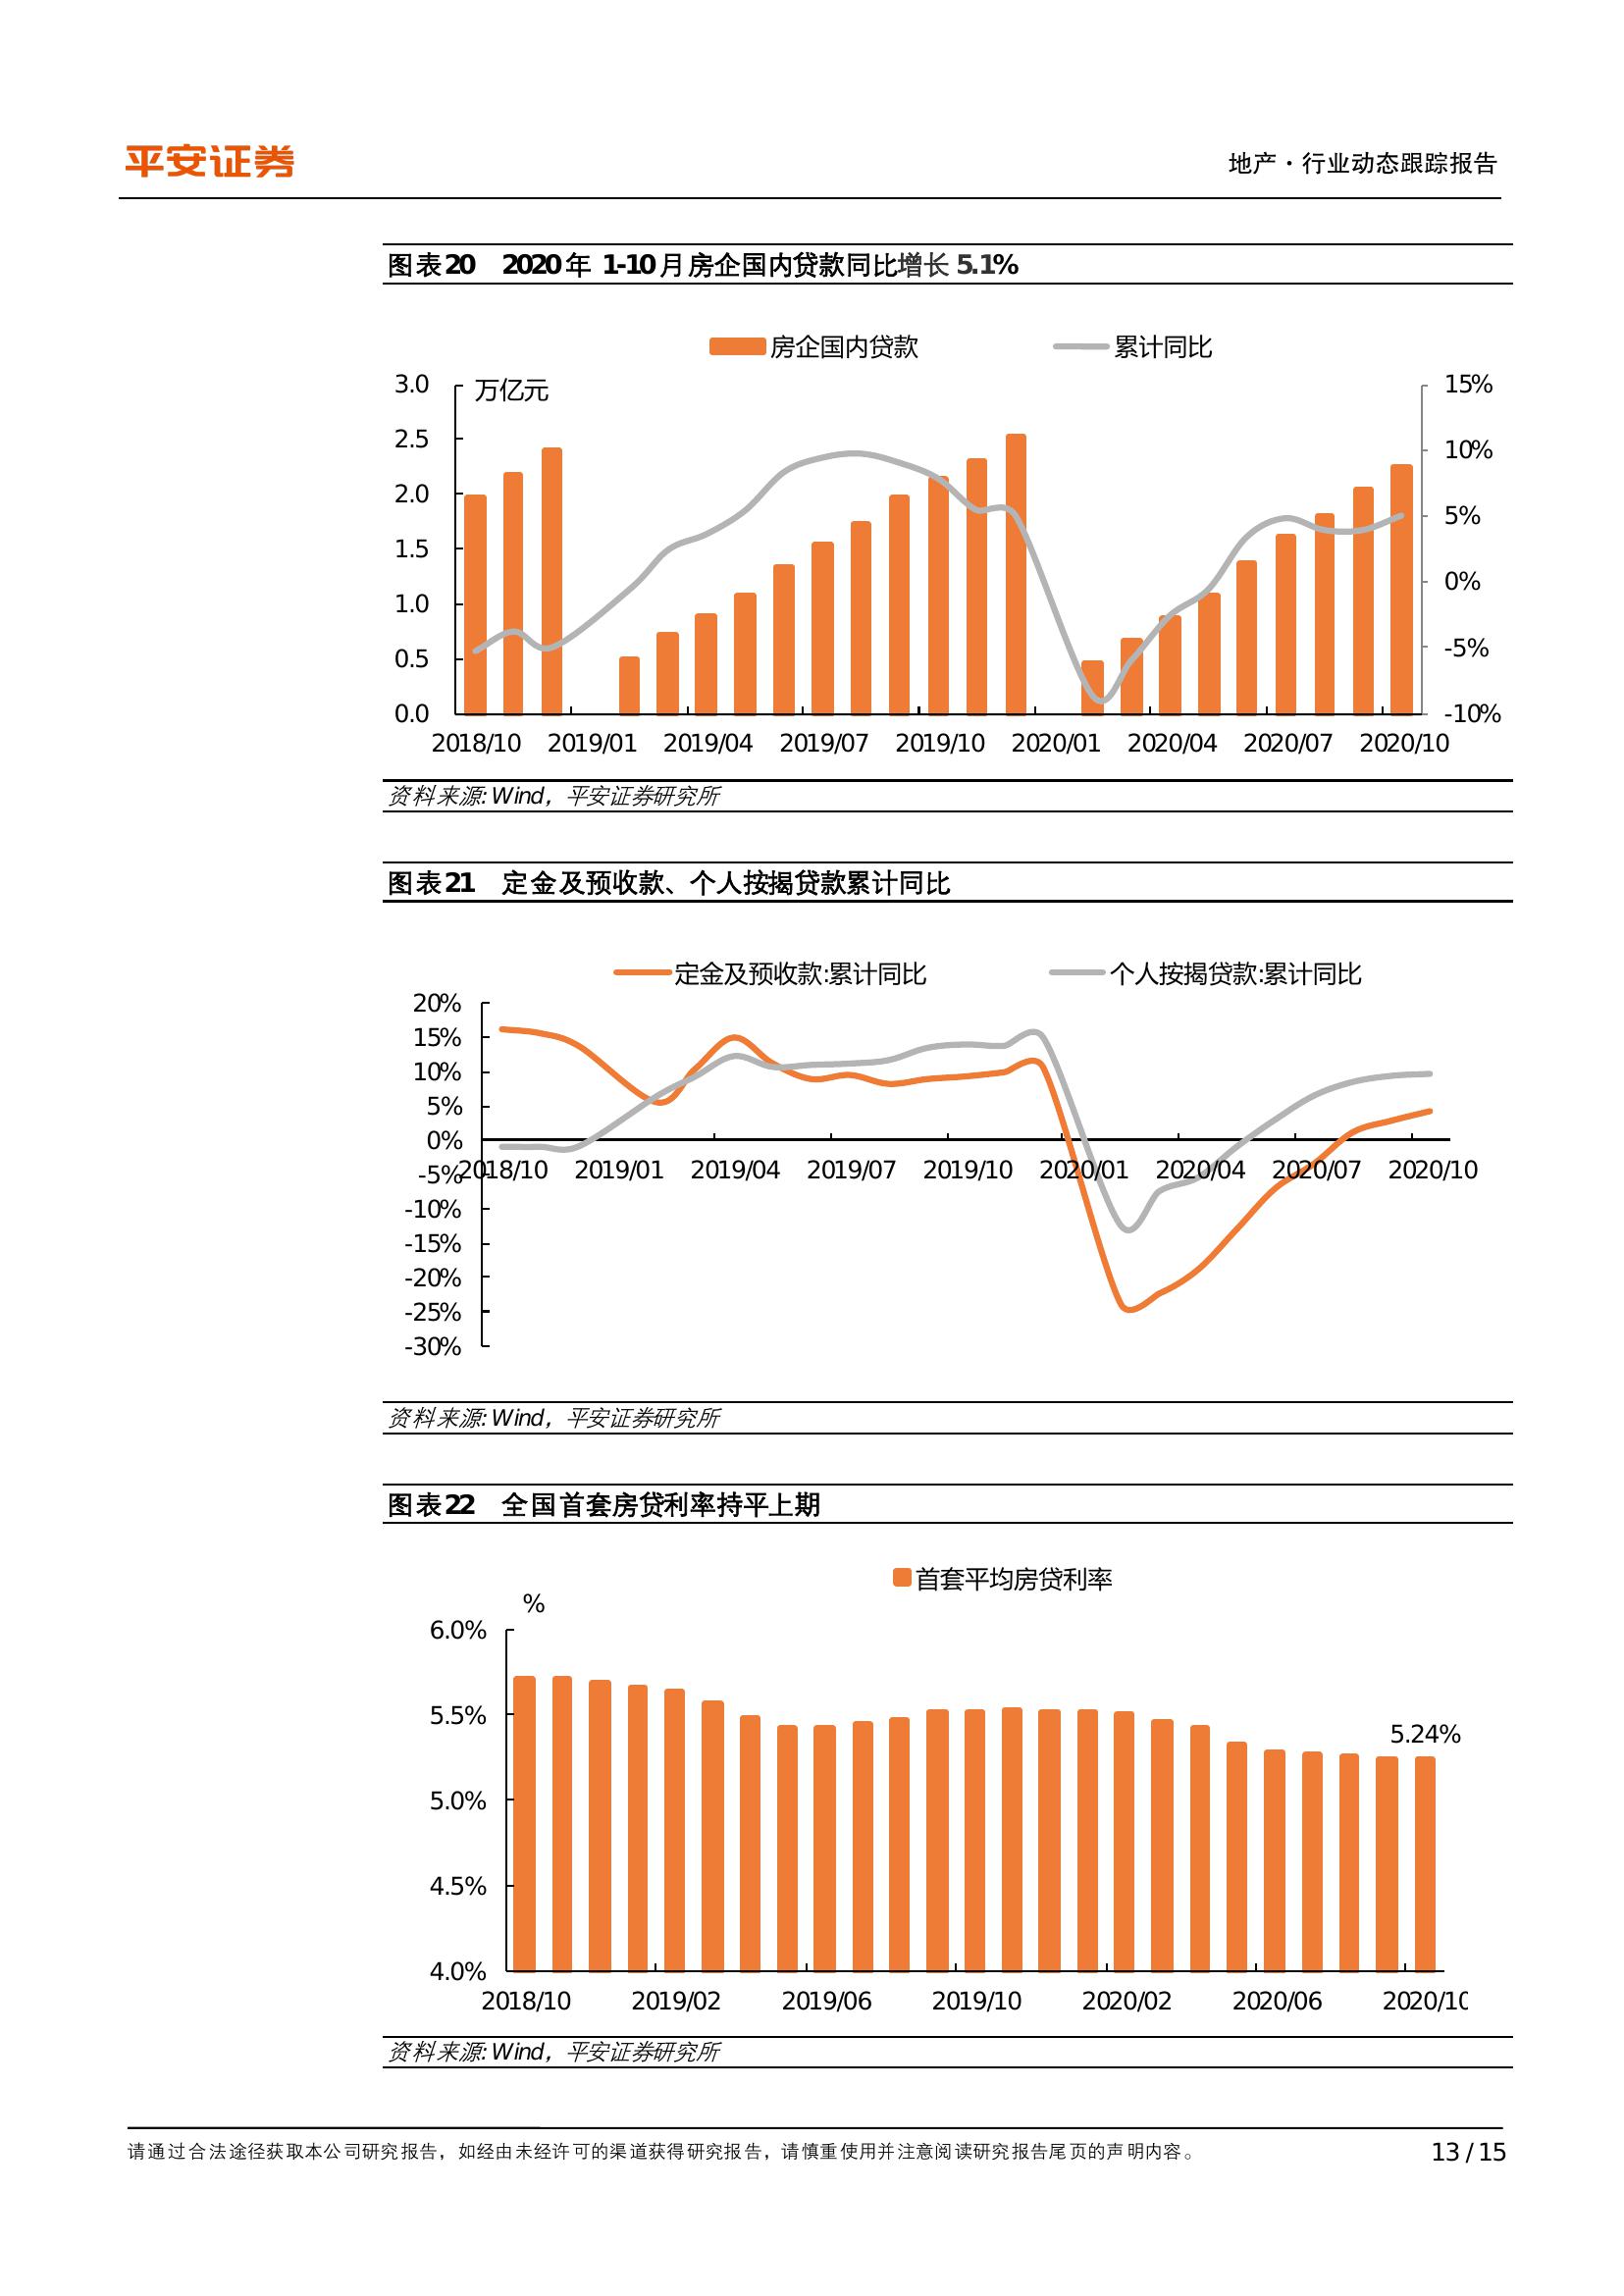 平安证券
地产·行业动态跟踪报告
图表20 2020年 1-10月房企国内贷款同比增长 5.1%
房企国内贷款 累计同比
万亿元
3.0
2.5
2.0
1.5
1.0
0.5
0.0
15%
10%
5%
0%
-5%
-10%
2018/10 2019/01 2019/04 2019/07 2019/10 2020/01 2020/04 2020/07 2020/10
资料来源: Wind，平安证券研究所
图表21 定金及预收款、个人按揭贷款累计同比
定金及预收款:累计同比 个人按揭贷款:累计同比
20%
15%
10%
5%
0%
-5%
-10%
-15%
-20%
-25%
-30%
2018/10 2019/01 2019/04 2019/07 2019/10 2020/01 2020/04 2020/07 2020/10
资料来源: Wind，平安证券研究所
图表22 全国首套房贷利率持平上期
首套平均房贷利率
%
6.0%
5.5%
5.0%
4.5%
4.0%
5.24%
2018/10 2019/02 2019/06 2019/10 2020/02 2020/06 2020/10
资料来源: Wind，平安证券研究所
请通过合法途径获取本公司研究报告，如经由未经许可的渠道获得研究报告，请慎重使用并注意阅读研究报告尾页的声明内容。
13 / 15